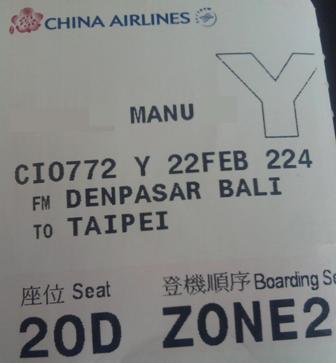 CHINA AIRLINES
Y
MANU
CI0772 Y 22FEB 224
FM DENPASAR BALI
TO TAIPEI
座位 Seat 登機順序 Boarding Se
20D ZONE2